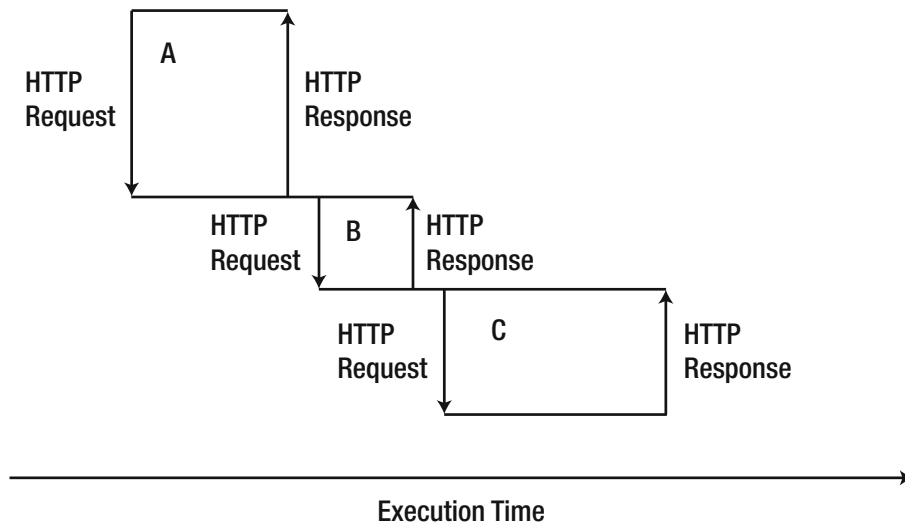 A
HTTP
Request
HTTP
Response
HTTP
Request
B
HTTP
Response
HTTP
Request
C
HTTP
Response
Execution Time